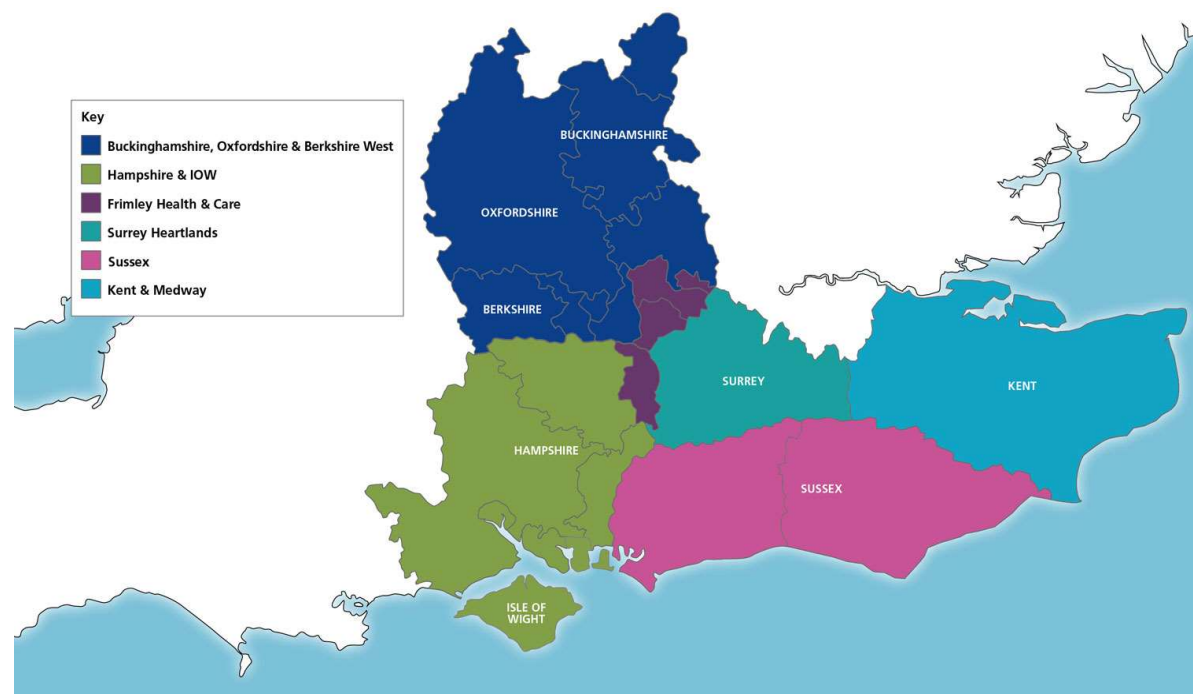 Key
Buckinghamshire, Oxfordshire & Berkshire West
Hampshire & IOW
Frimley Health & Care
Surrey Heartlands
Sussex
Kent & Medway
BUCKINGHAMSHIRE
OXFORDSHIRE
BERKSHIRE
SURREY
KENT
HAMPSHIRE
SUSSEX
ISLE OF
WIGHT